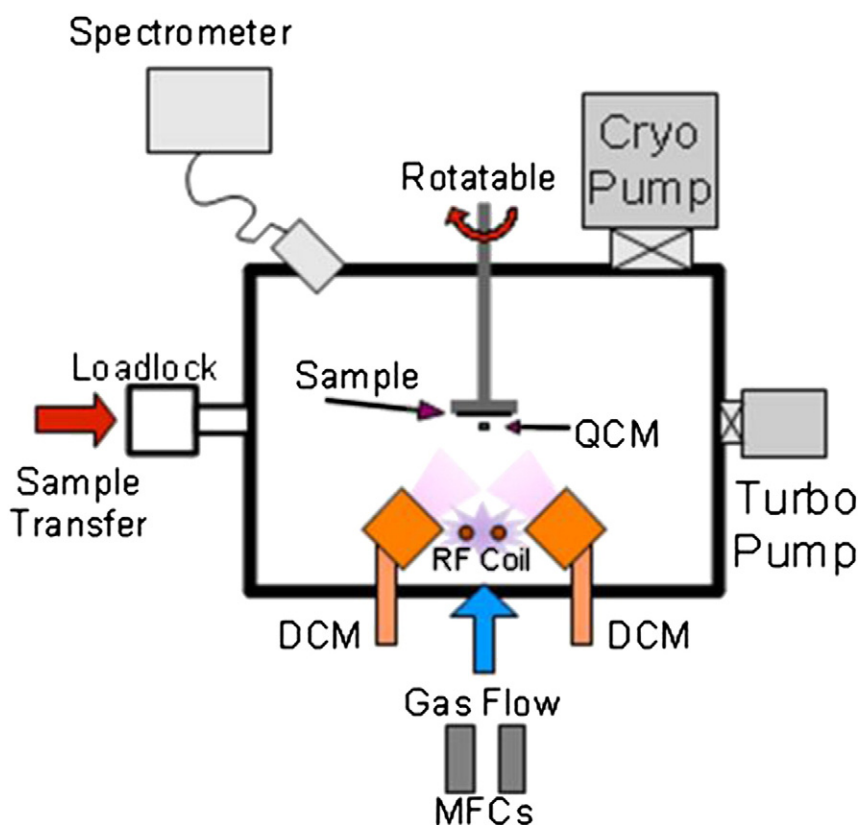 Spectrometer
Cryo
Pump
Rotatable
Loadlock
Sample
QCM
Sample
Transfer
Turbo
Pump
RF Coil
DCM
DCM
Gas Flow
MFCs